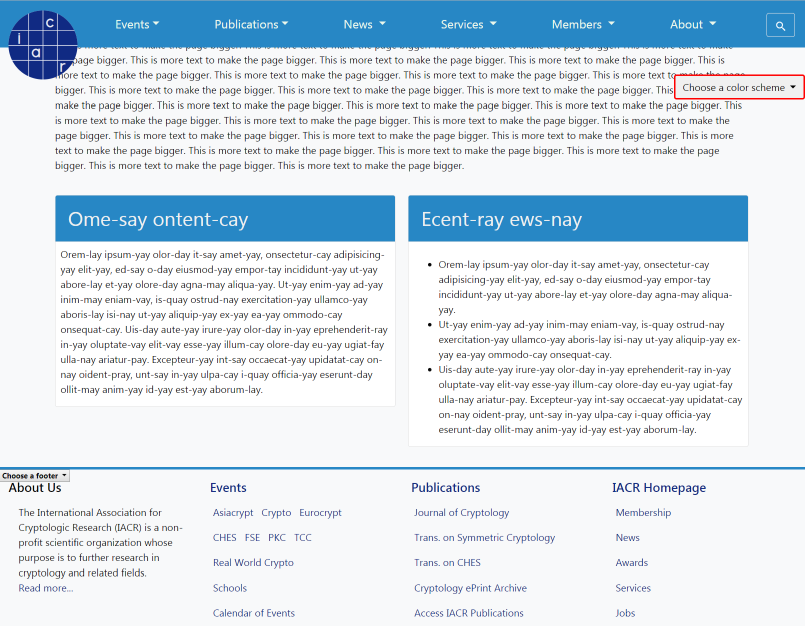 Events
Publications
News
Services
Members
About
i
c
a
r
more text to make the page bigger. This is more text to make the page bigger. This is more text to make the page bigger. This is more text to make
page bigger. This is more text to make the page bigger. This is more text to make the page bigger. This is more text to make the page
bigger. This is more text to make the page bigger. This is more text to make the page bigger. This is more text to make the page
more text to make the page bigger. This is more text to make the page bigger. This is more text to make the page bigger.
Choose a color scheme
bigger. This is more text to make the page bigger. This is more text to make the page bigger. This
make the page bigger. This is more text to make the page bigger. This is more text to make the page bigger. This is more text to make the
page bigger. This is more text to make the page bigger. This is more text to make the page bigger. This is more text to make the page
bigger. This is more text to make the page bigger. This is more text to make the page bigger. This is more text to make the page bigger.
This is more text to make the page bigger. This is more text to make the page bigger. This is more text to make the page bigger. This is more
text to make the page bigger. This is more text to make the page bigger. This is more text to make the page
bigger. This is more text to make the page bigger. This is more text to make the page bigger.
Ome-say ontent-cay
Orem-lay ipsum-yay olor-day it-say amet-yay, onsectetur-cay adipisicing-
yay elit-yay, ed-say o-day eiusmod-yay empor-tay incididunt-yay ut-yay
abore-lay et-yay olore-day agna-may aliqua-yay. Ut-yay enim-yay ad-yay
inim-may eniam-vay, is-quay ostrud-nay exercitation-yay ullamco-yay
aboris-lay isi-nay ut-yay aliquip-yay ex-yay ea-yay ommodo-cay
onsequat-cay. Uis-day aute-yay irure-yay olor-day in-yay eprehenderit-ray
in-yay oluptate-vay elit-vay esse-yay illum-cay olore-day eu-yay ugiat-fay
ulla-nay ariatur-pay. Excepteur-yay int-say occaecat-yay upidatat-cay on-
nay oident-pray, unt-say in-yay ulpa-cay i-quay officia-yay eserunt-day
ollit-may anim-yay id-yay est-yay aborum-lay.
Ecent-ray ews-nay
Orem-lay ipsum-yay olor-day it-say amet-yay, onsectetur-cay
adipisicing-yay elit-yay, ed-say o-day eiusmod-yay empor-tay
incididunt-yay ut-yay abore-lay et-yay olore-day agna-may aliqua-
yay.
Ut-yay enim-yay ad-yay inim-may eniam-vay, is-quay ostrud-nay
exercitation-yay ullamco-yay aboris-lay isi-nay ut-yay aliquip-yay ex-
yay ea-yay ommodo-cay onsequat-cay.
Uis-day aute-yay irure-yay olor-day in-yay eprehenderit-ray in-yay
oluptate-vay elit-vay esse-yay illum-cay olore-day eu-yay ugiat-fay
ulla-nay ariatur-pay. Excepteur-yay int-say occaecat-yay upidatat-cay
on-nay oident-pray, unt-say in-yay ulpa-cay i-quay officia-yay
eserunt-day ollit-may anim-yay id-yay est-yay aborum-lay.
Choose a footer
About Us
The International Association for
Cryptologic Research (IACR) is a non-
profit scientific organization whose
purpose is to further research in
cryptology and related fields.
Read more...
Events
Asiacrypt Crypto Eurocrypt
CHES FSE PKC TCC
Real World Crypto
Schools
Calendar of Events
Publications
Journal of Cryptology
Trans. on Symmetric Cryptology
Trans. on CHES
Cryptology ePrint Archive
Access IACR Publications
IACR Homepage
Membership
News
Awards
Services
Jobs